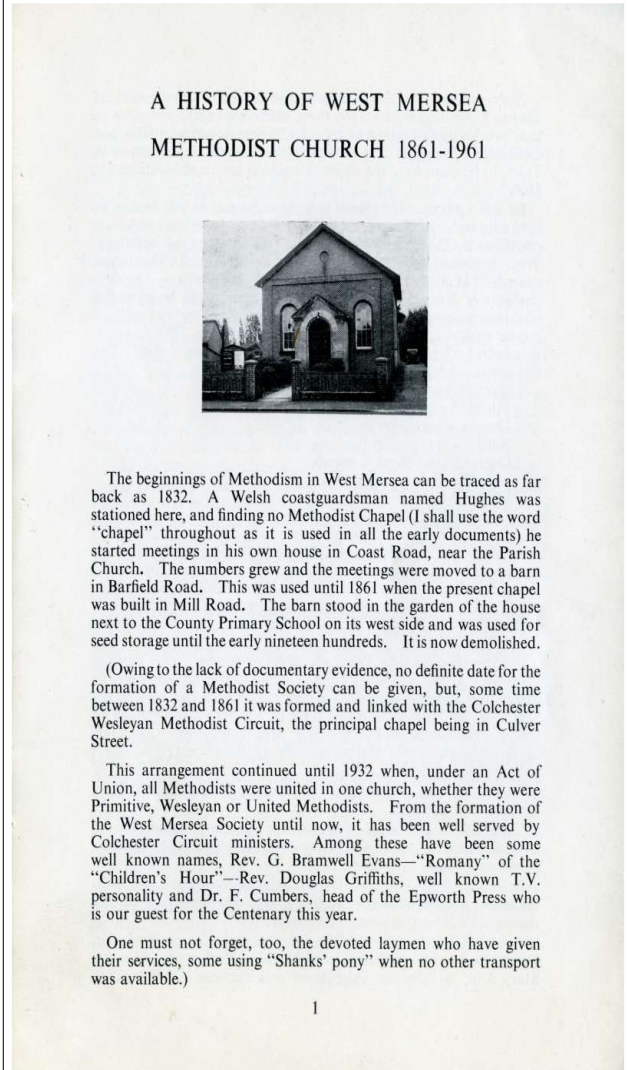 A HISTORY OF WEST MERSEA
METHODIST CHURCH 1861-1961
The beginnings of Methodism in West Mersea can be traced as far
back as 1832. A Welsh coastguardsman named Hughes was
stationed here, and finding no Methodist Chapel (I shall use the word
“chapel” throughout as it is used in all the early documents) he
started meetings in his own house in Coast Road, near the Parish
Church. The numbers grew and the meetings were moved to a barn
in Barfield Road. This was used until 1861 when the present chapel
was built in Mill Road. The barn stood in the garden of the house
next to the County Primary School on its west side and was used for
seed storage until the early nineteen hundreds. It is now demolished.
(Owing to the lack of documentary evidence, no definite date for the
formation of a Methodist Society can be given, but, some time
between 1832 and 1861 it was formed and linked with the Colchester
Wesleyan Methodist Circuit, the principal chapel being in Culver
Street.
This arrangement continued until 1932 when, under an Act of
Union, all Methodists were united in one church, whether they were
Primitive, Wesleyan or United Methodists. From the formation of
the West Mersea Society until now, it has been well served by
Colchester Circuit ministers. Among these have been some
well known names, Rev. G. Bramwell Evans—“Romany” of the
“Children's Hour”—Rev. Douglas Griffiths, well known T.V.
personality and Dr. F. Cumbers, head of the Epworth Press who
is our guest for the Centenary this year.
One must not forget, too, the devoted laymen who have given
their services, some using “Shanks' pony” when no other transport
was available.)
1